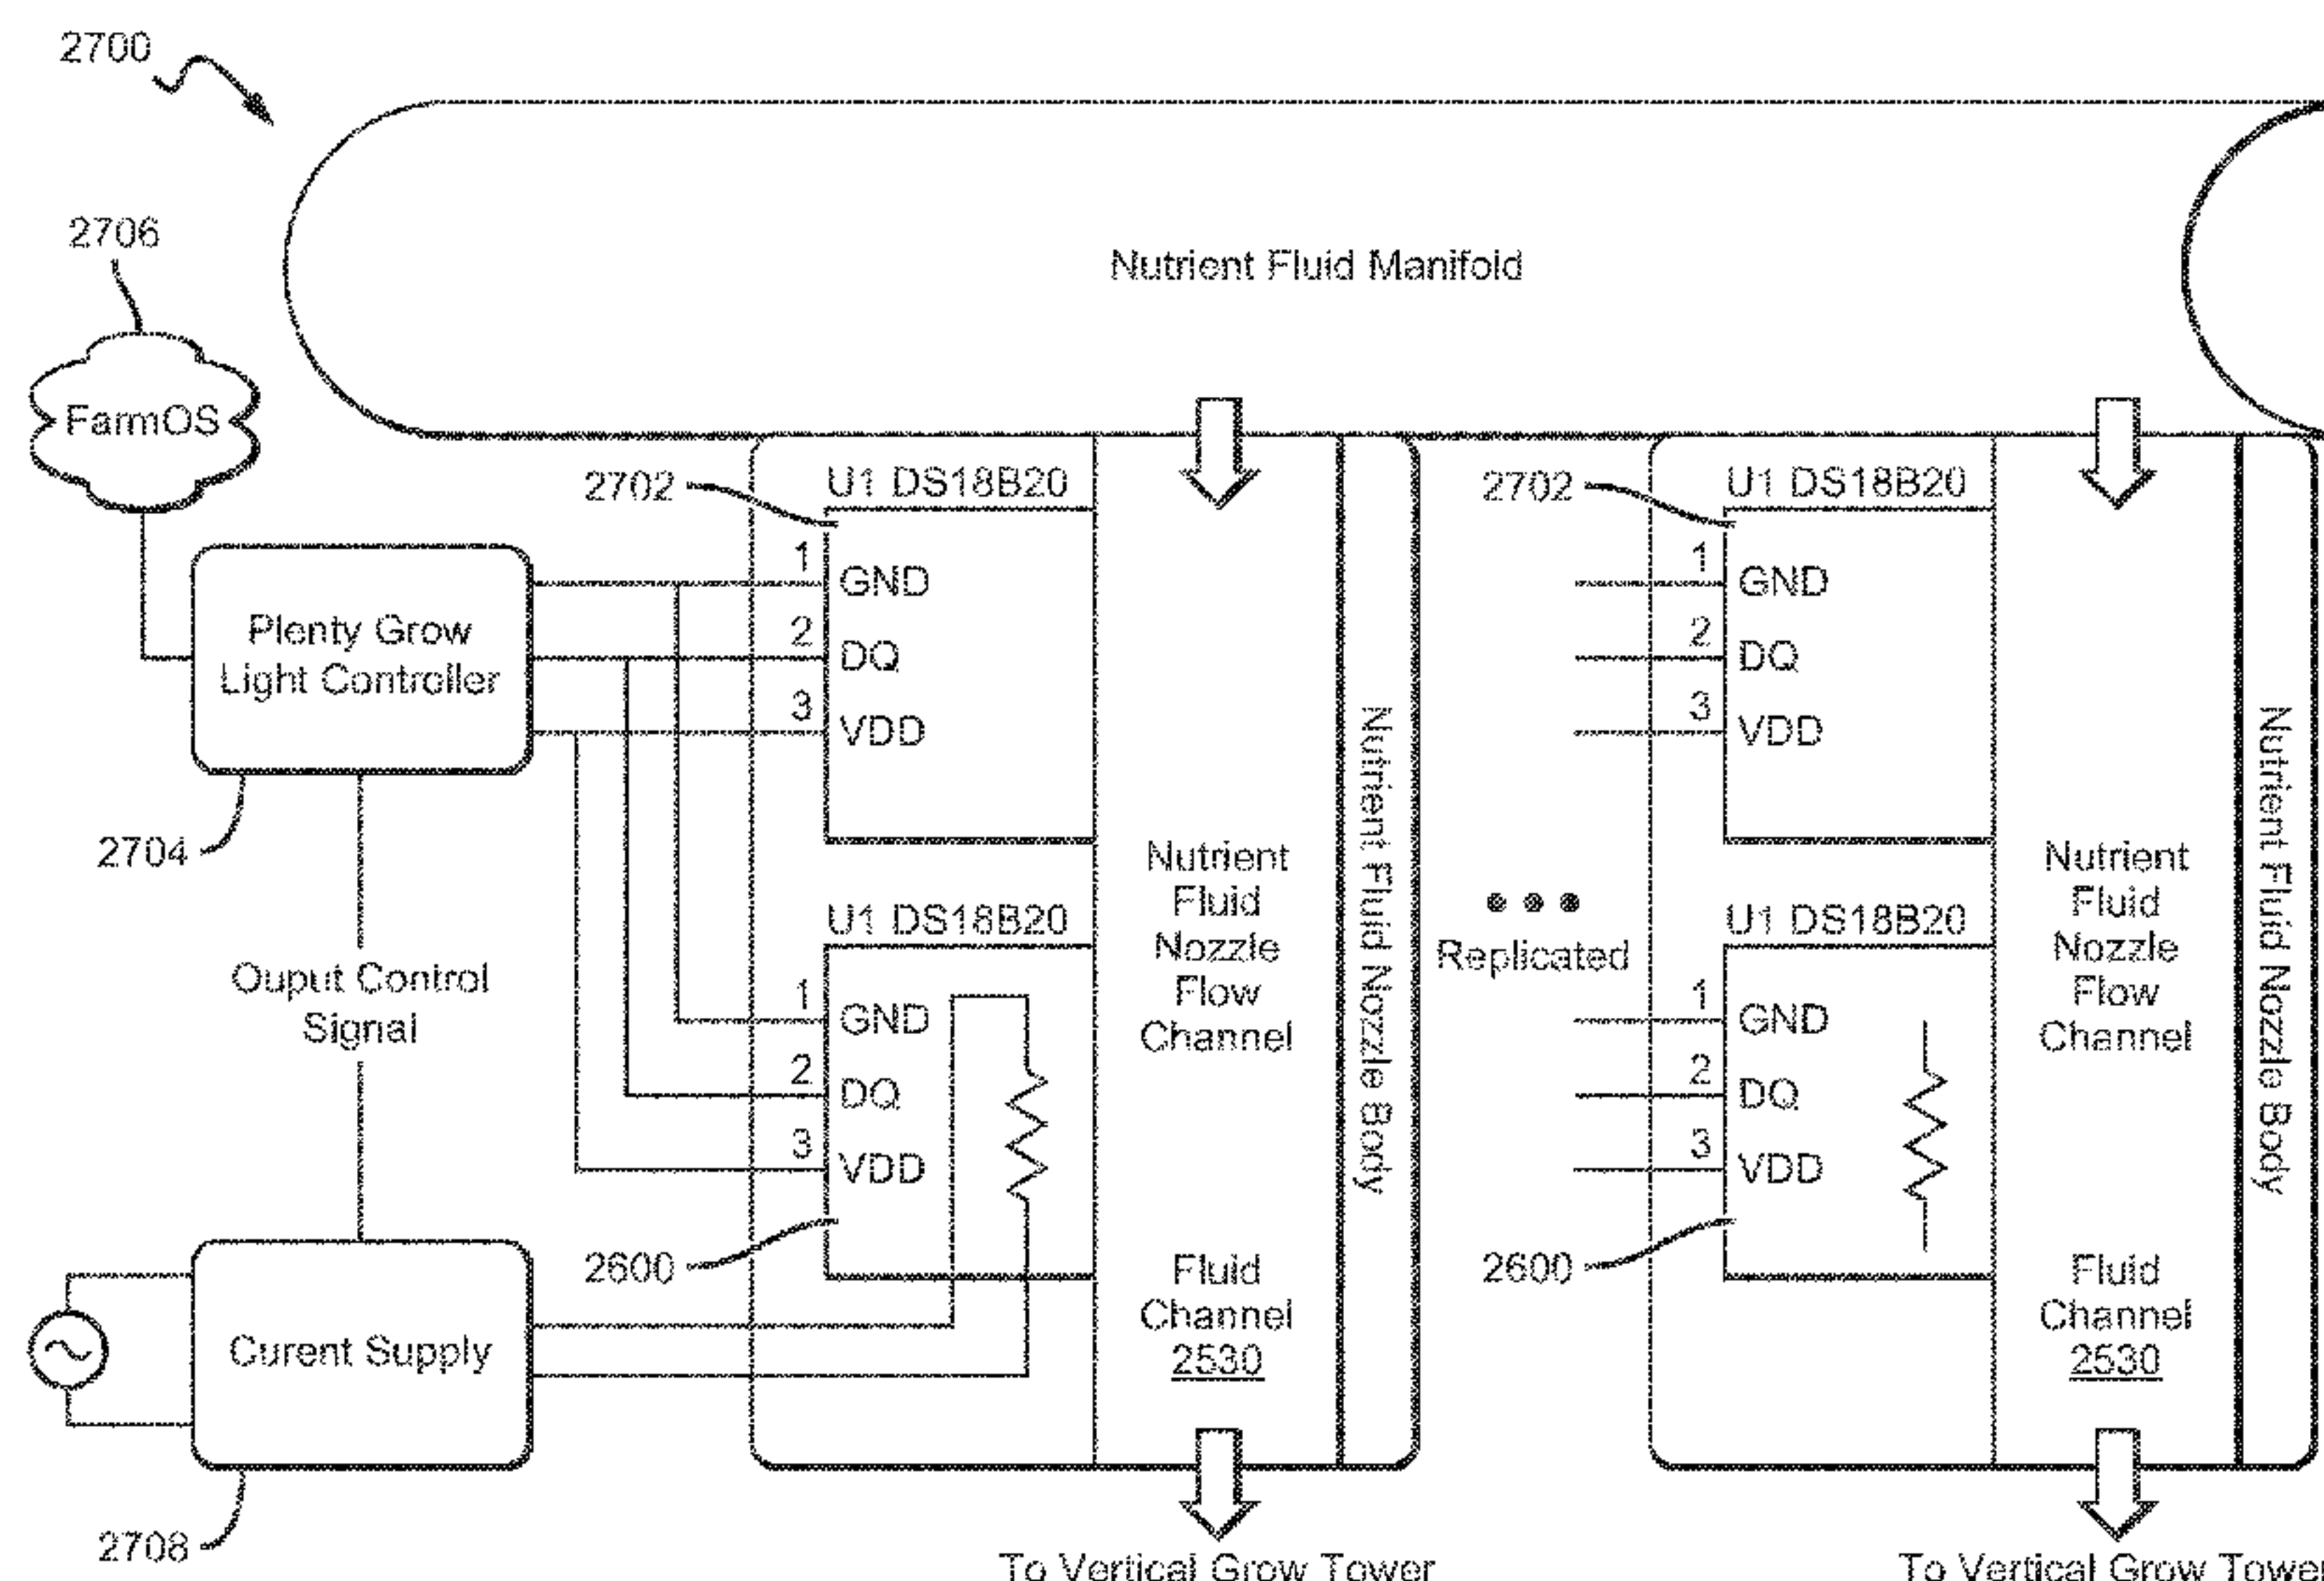 2700
2706
Nutrient Fluid Manifold
FarmOS
2702
U1 DS18B20
1
GND
2
DQ
3
VDD
Plenty Grow
Light Controller
2704
Ouput Control
Signal
U1 DS18B20
1
GND
2
DQ
3
VDD
2600
Curent Supply
2708
Nutrient
Fluid
Nozzle
Flow
Channel
Fluid
Channel
2530
Nutrient Fluid Nozzle Body
To Vertical Grow Tower
Replicated
2702
U1 DS18B20
1
GND
2
DQ
3
VDD
U1 DS18B20
1
GND
2
DQ
3
VDD
2600
Nutrient
Fluid
Nozzle
Flow
Channel
Fluid
Channel
2530
Nutrient Fluid Nozzle Body
To Vertical Grow Tower